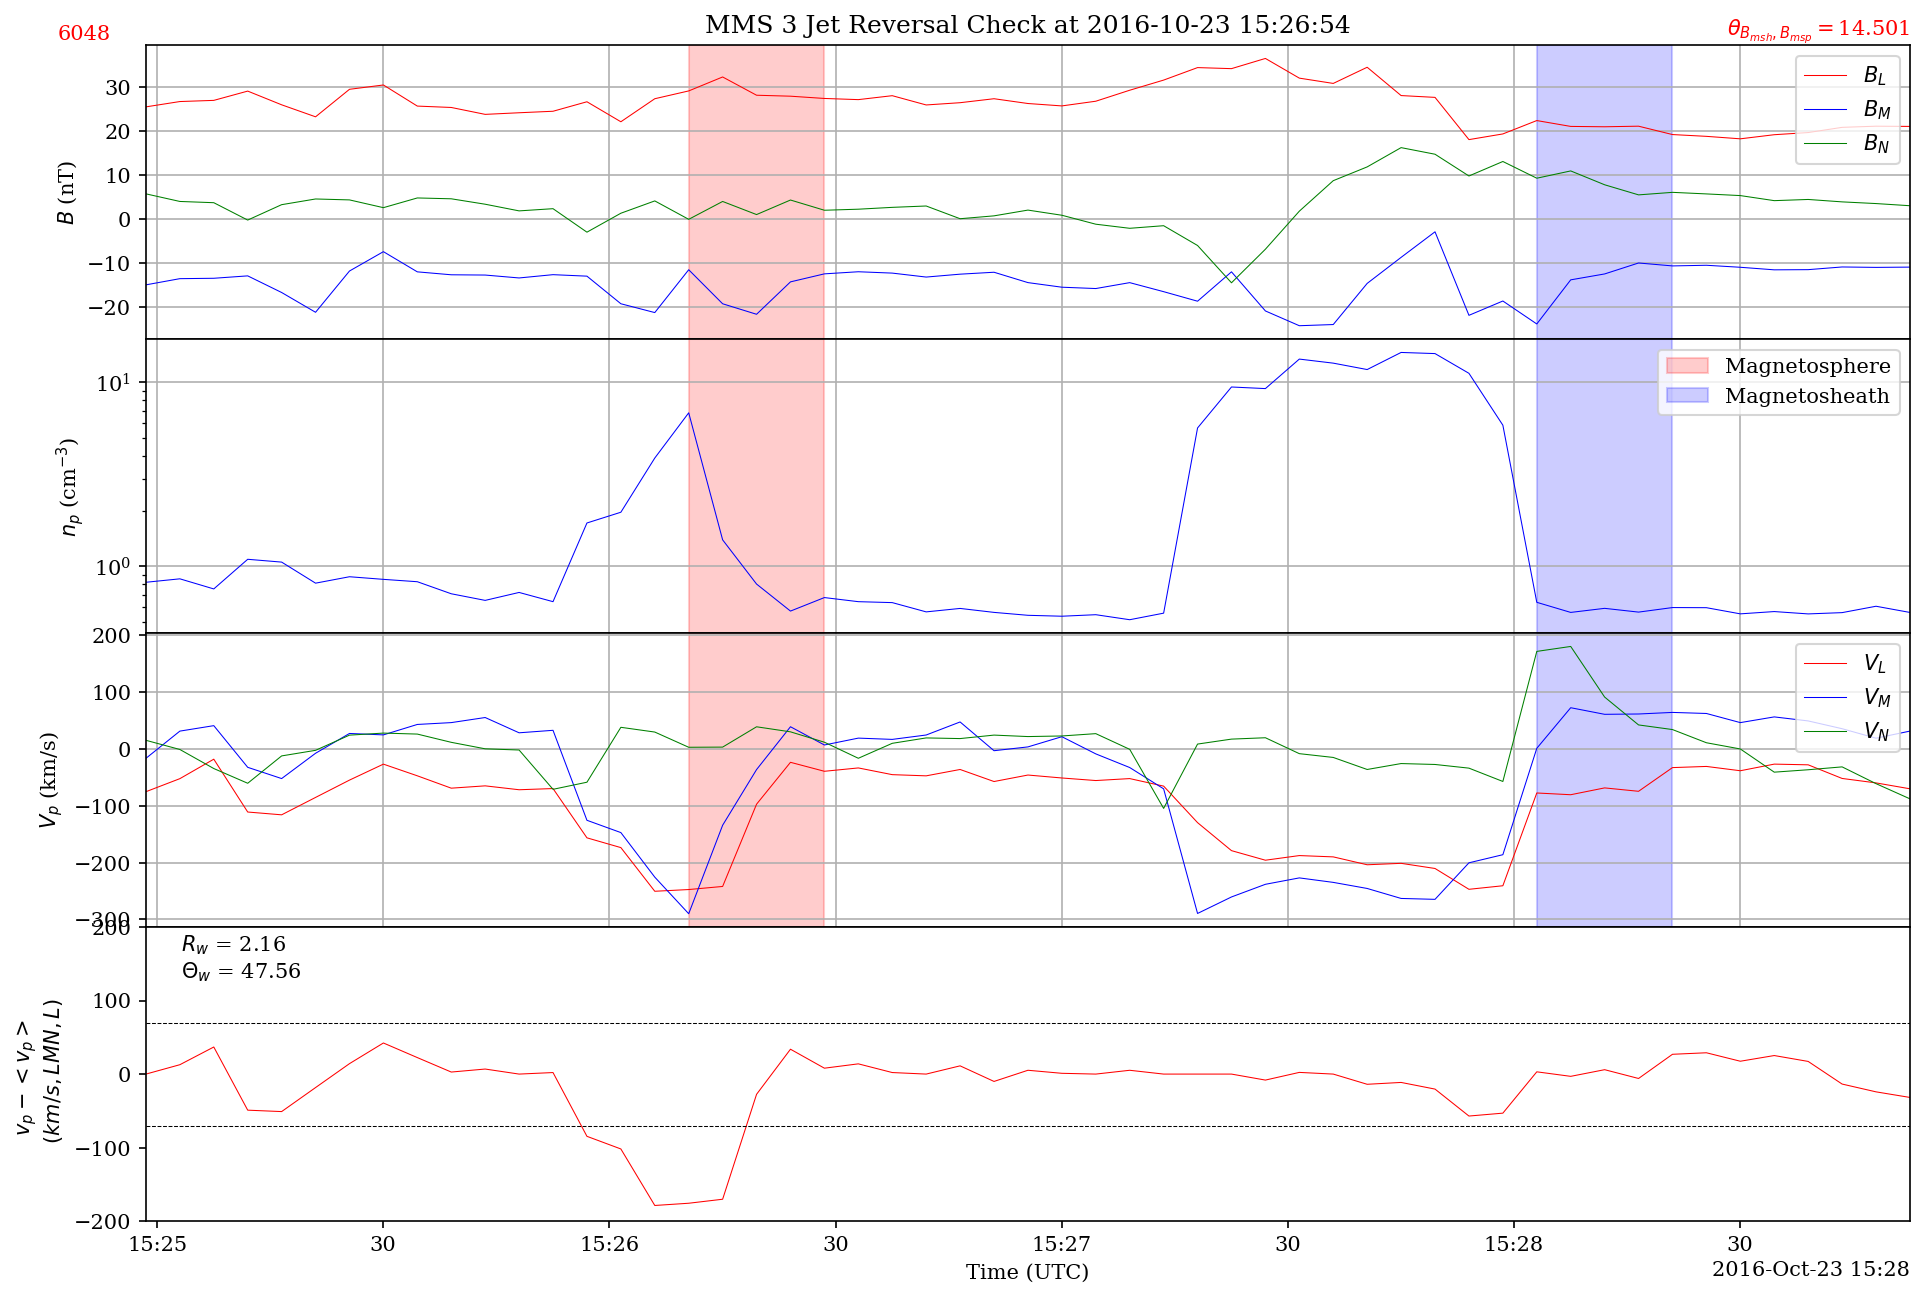 6048
MMS 3 Jet Reversal Check at 2016-10-23 15:26:54
θ_{B_{msh}, B_{msp}} = 14.501
B (nT)
30
20
10
0
−10
−20
B_L
B_M
B_N
n_p (cm^{−3})
10^1
10^0
Magnetosphere
Magnetosheath
V_p (km/s)
200
100
0
−100
−200
−300
V_L
V_M
V_N
v_p − < v_p >
(km/s, LMN, L)
200
100
0
−100
−200
R_w = 2.16
Θ_w = 47.56
15:25
30
15:26
30
15:27
30
15:28
30
Time (UTC)
2016-Oct-23 15:28